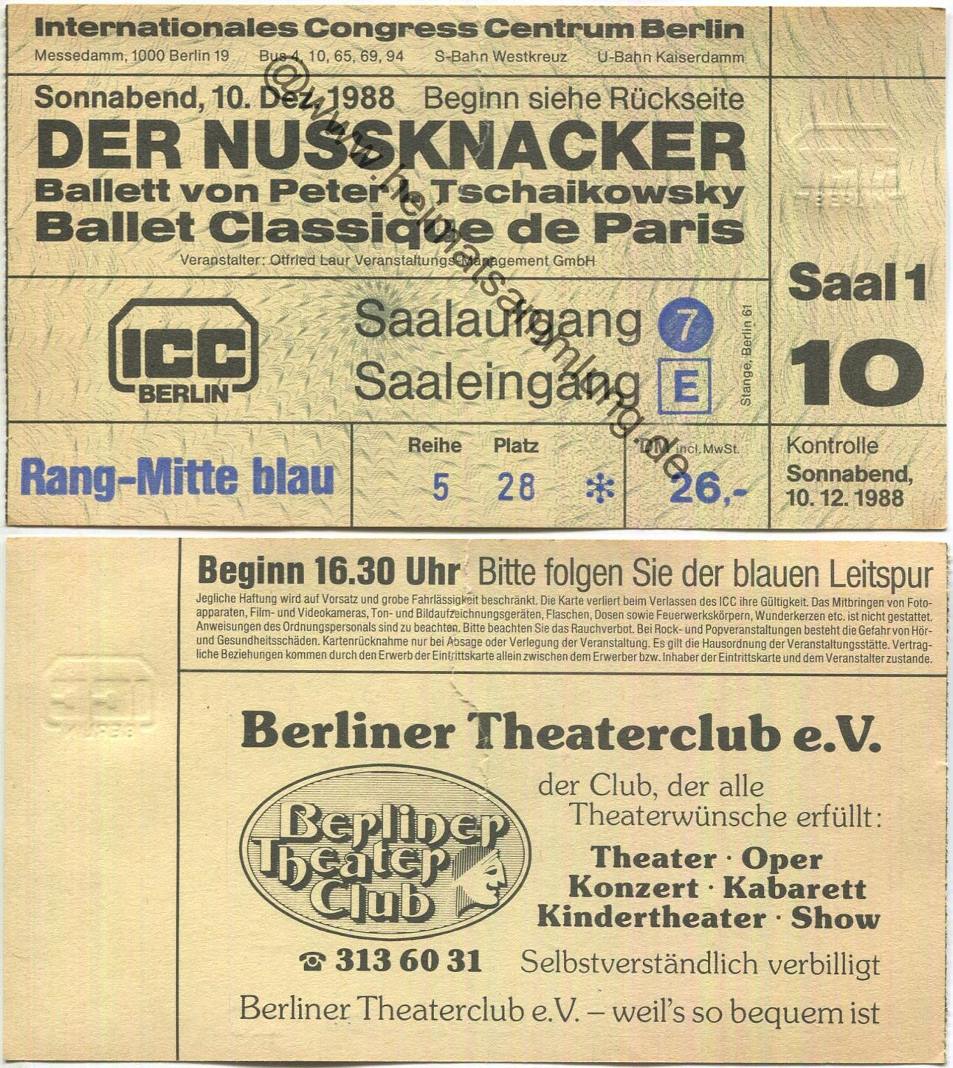 Internationales Congress Centrum Berlin
Messedamm, 1000 Berlin 19 Bus 4, 10, 65, 69, 94 S-Bahn Westkreuz U-Bahn Kaiserdamm
Sonnabend, 10. Dez. 1988 Beginn siehe Rückseite
DER NUSSKNACKER
Ballett von Peter I. Tschaikowsky
Ballet Classique de Paris
Veranstalter: Otfried Laur Veranstaltungs-Management GmbH
ICC
BERLIN
Saalaufgang 7
Saaleingang E
Stange, Berlin 61
Saal 1
10
Rang-Mitte blau
Reihe Platz DM incl. MwSt.
5 28 * 26,-
Kontrolle
Sonnabend,
10. 12. 1988
@www.heimatsammlung.de
Beginn 16.30 Uhr Bitte folgen Sie der blauen Leitspur
Jegliche Haftung wird auf Vorsatz und grobe Fahrlässigkeit beschränkt. Die Karte verliert beim Verlassen des ICC ihre Gültigkeit. Das Mitbringen von Foto-
apparaten, Film- und Videokameras, Ton- und Bildaufzeichnungsgeräten, Flaschen, Dosen sowie Feuerwerkskörpern, Wunderkerzen etc. ist nicht gestattet.
Anweisungen des Ordnungspersonals sind zu beachten. Bitte beachten Sie das Rauchverbot. Bei Rock- und Popveranstaltungen besteht die Gefahr von Hör-
und Gesundheitsschäden. Kartenrücknahme nur bei Absage oder Verlegung der Veranstaltung. Es gilt die Hausordnung der Veranstaltungsstätte. Vertrag-
liche Beziehungen kommen durch den Erwerb der Eintrittskarte allein zwischen dem Erwerber bzw. Inhaber der Eintrittskarte und dem Veranstalter zustande.
Berliner Theaterclub e.V.
Berliner
Theater
Club
der Club, der alle
Theaterwünsche erfüllt:
Theater · Oper
Konzert · Kabarett
Kindertheater · Show
☎ 313 60 31 Selbstverständlich verbilligt
Berliner Theaterclub e.V. – weil's so bequem ist